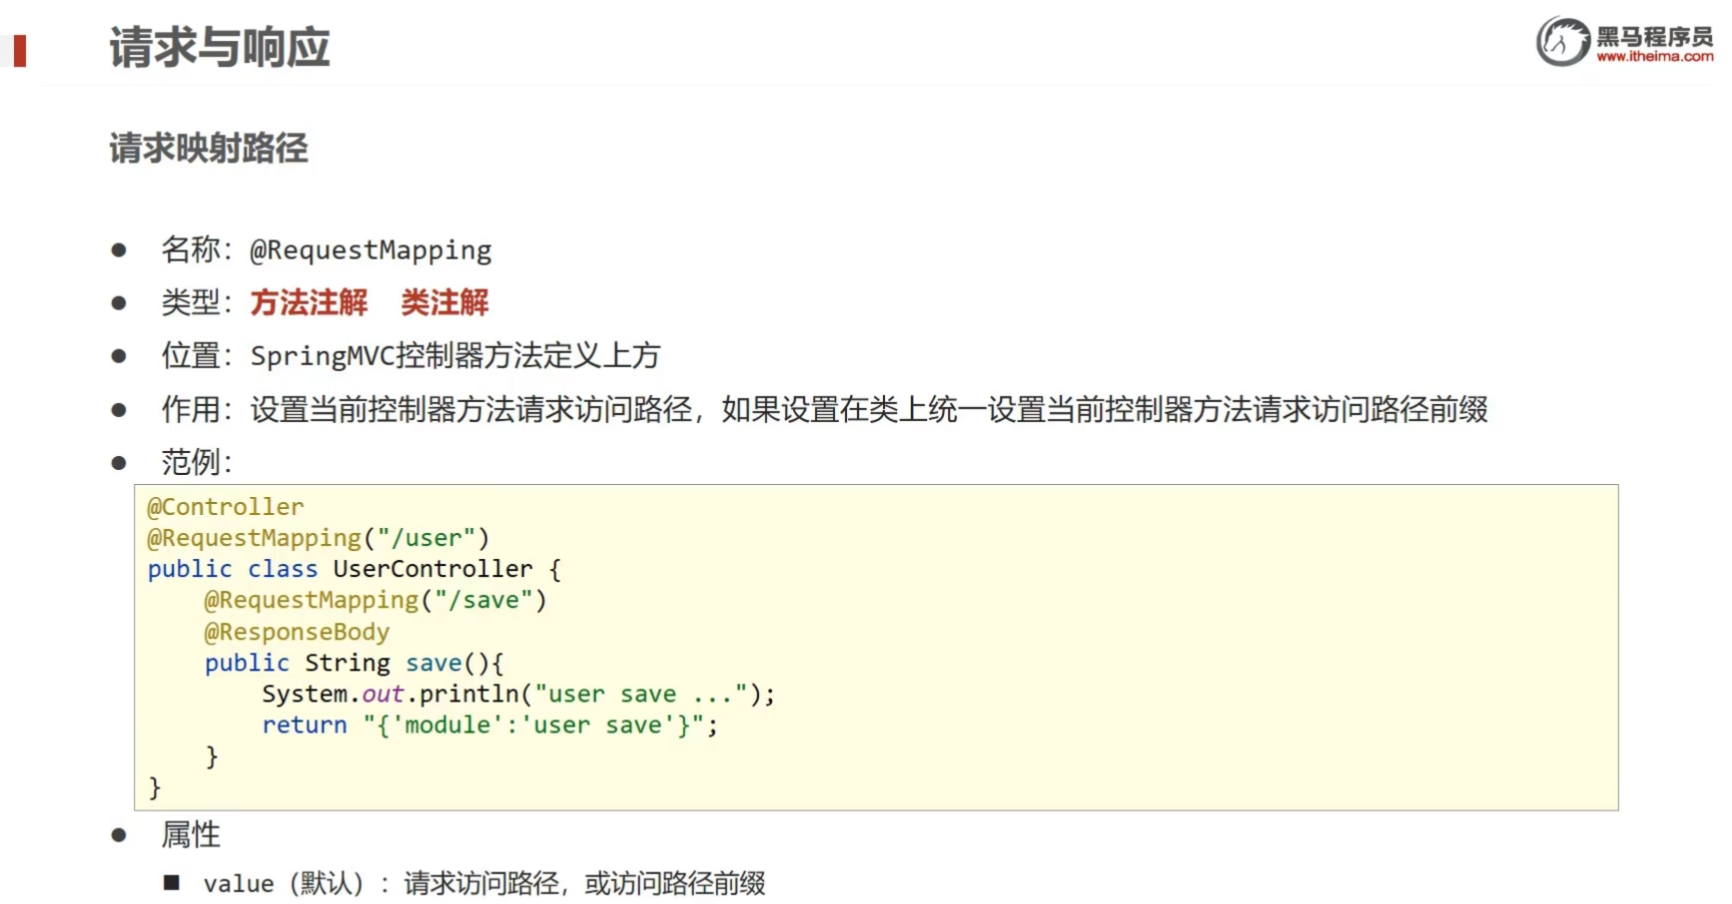 请求与响应
黑马程序员
www.itheima.com
请求映射路径
● 名称：@RequestMapping
● 类型：方法注解 类注解
● 位置：SpringMVC控制器方法定义上方
● 作用：设置当前控制器方法请求访问路径，如果设置在类上统一设置当前控制器方法请求访问路径前缀
● 范例：
@Controller
@RequestMapping("/user")
public class UserController {
    @RequestMapping("/save")
    @ResponseBody
    public String save(){
        System.out.println("user save ...");
        return "{'module':'user save'}";
    }
}
● 属性
■ value（默认）：请求访问路径，或访问路径前缀